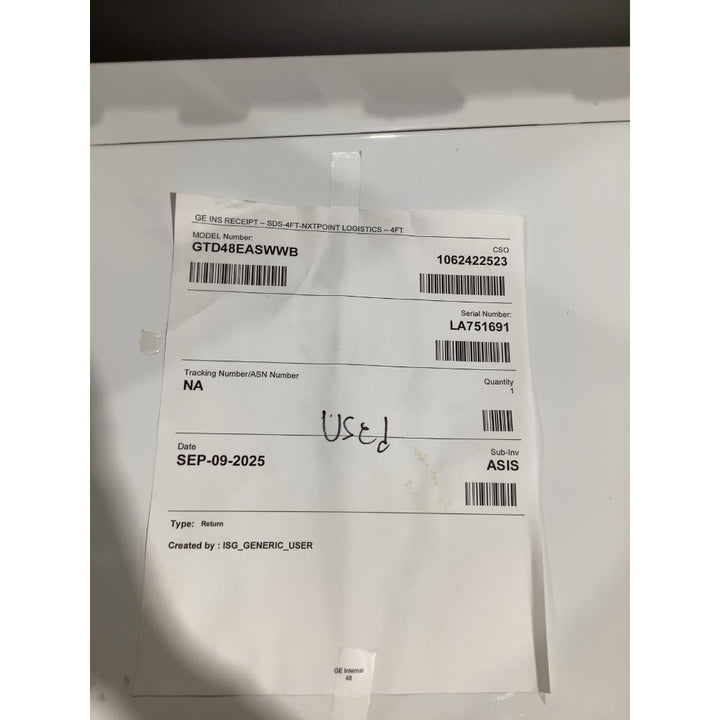 GE INS RECEIPT – SDS-4FT-NXTPOINT LOGISTICS – 4FT
MODEL Number:
GTD48EASWWB
CSO
1062422523
Serial Number:
LA751691
Tracking Number/ASN Number
NA
Quantity
1
USED
Date
SEP-09-2025
Sub-Inv
ASIS
Type: Return
Created by : ISG_GENERIC_USER
GE Internal
48